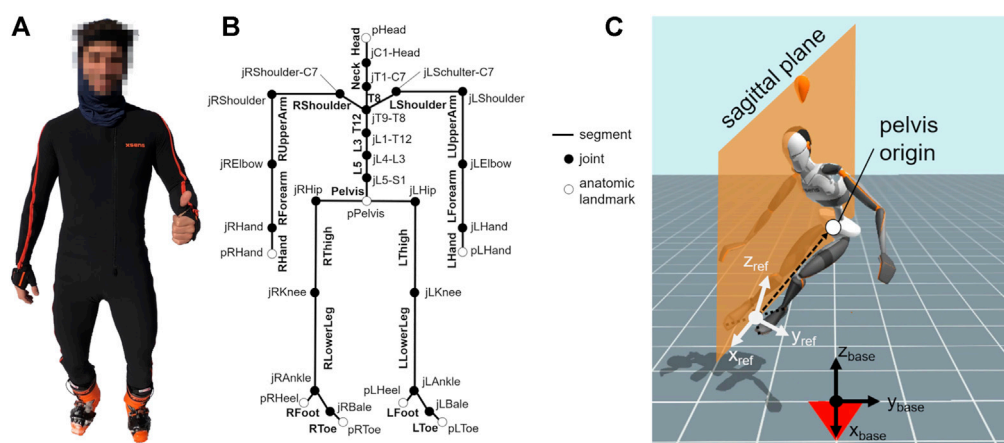 A
xsens
B
pHead
Head
jC1-Head
Neck
jRShoulder-C7
jT1-C7
jLSchulter-C7
T8
RShoulder
LShoulder
jRShoulder
jLShoulder
jT9-T8
T12
jL1-T12
RUpperArm
LUpperArm
L3
jRElbow
jL4-L3
jLElbow
L5
jL5-S1
RForearm
LForearm
jRHip
Pelvis
jLHip
pPelvis
jRHand
jLHand
pRHand
RHand
LHand
pLHand
RThigh
LThigh
jRKnee
jLKnee
RLowerLeg
LLowerLeg
jRAnkle
jLAnkle
pRHeel
pLHeel
RFoot
jRBale
LFoot
jLBale
RToe
pRToe
LToe
pLToe
segment
joint
anatomic
landmark
C
sagittal plane
pelvis
origin
zref
yref
xref
zbase
ybase
xbase